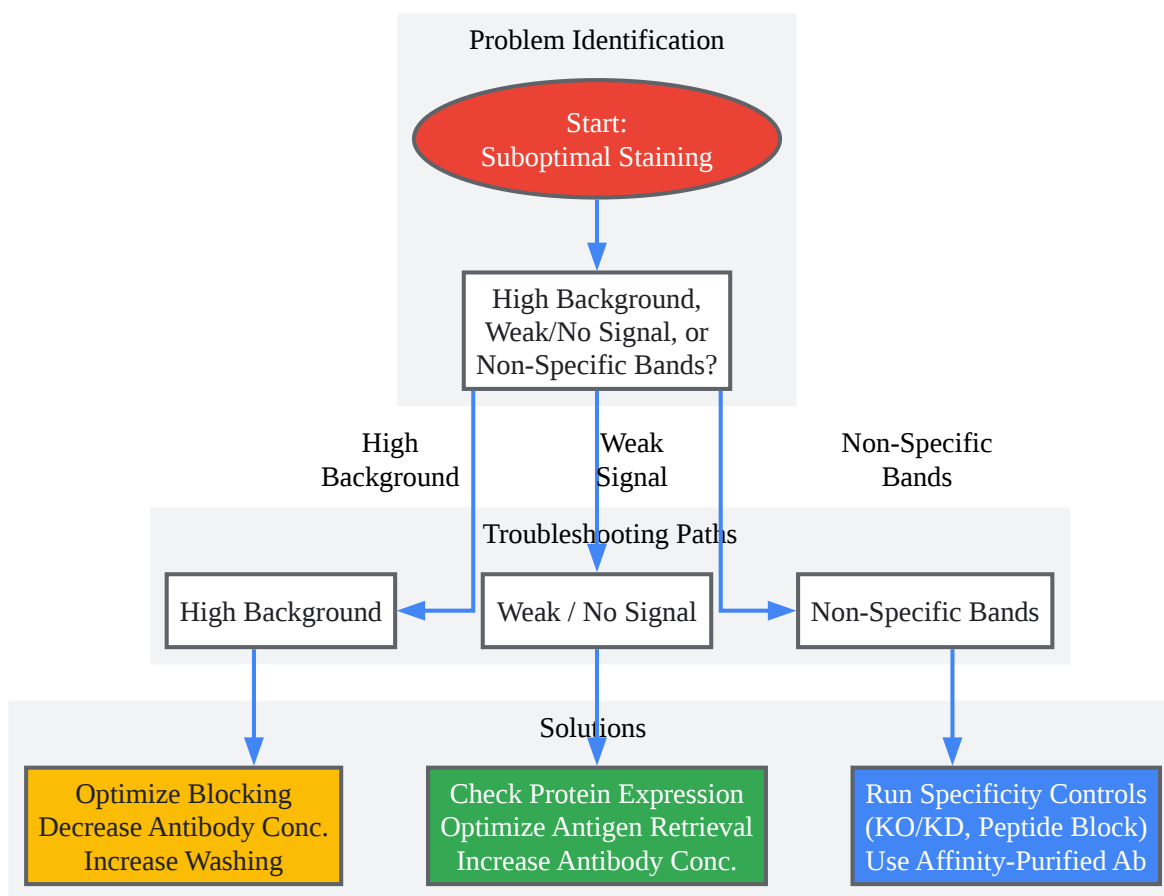 Problem Identification
Start:
Suboptimal Staining
High Background,
Weak/No Signal, or
Non-Specific Bands?
High
Background
Weak
Signal
Non-Specific
Bands
Troubleshooting Paths
High Background
Weak / No Signal
Non-Specific Bands
Solutions
Optimize Blocking
Decrease Antibody Conc.
Increase Washing
Check Protein Expression
Optimize Antigen Retrieval
Increase Antibody Conc.
Run Specificity Controls
(KO/KD, Peptide Block)
Use Affinity-Purified Ab